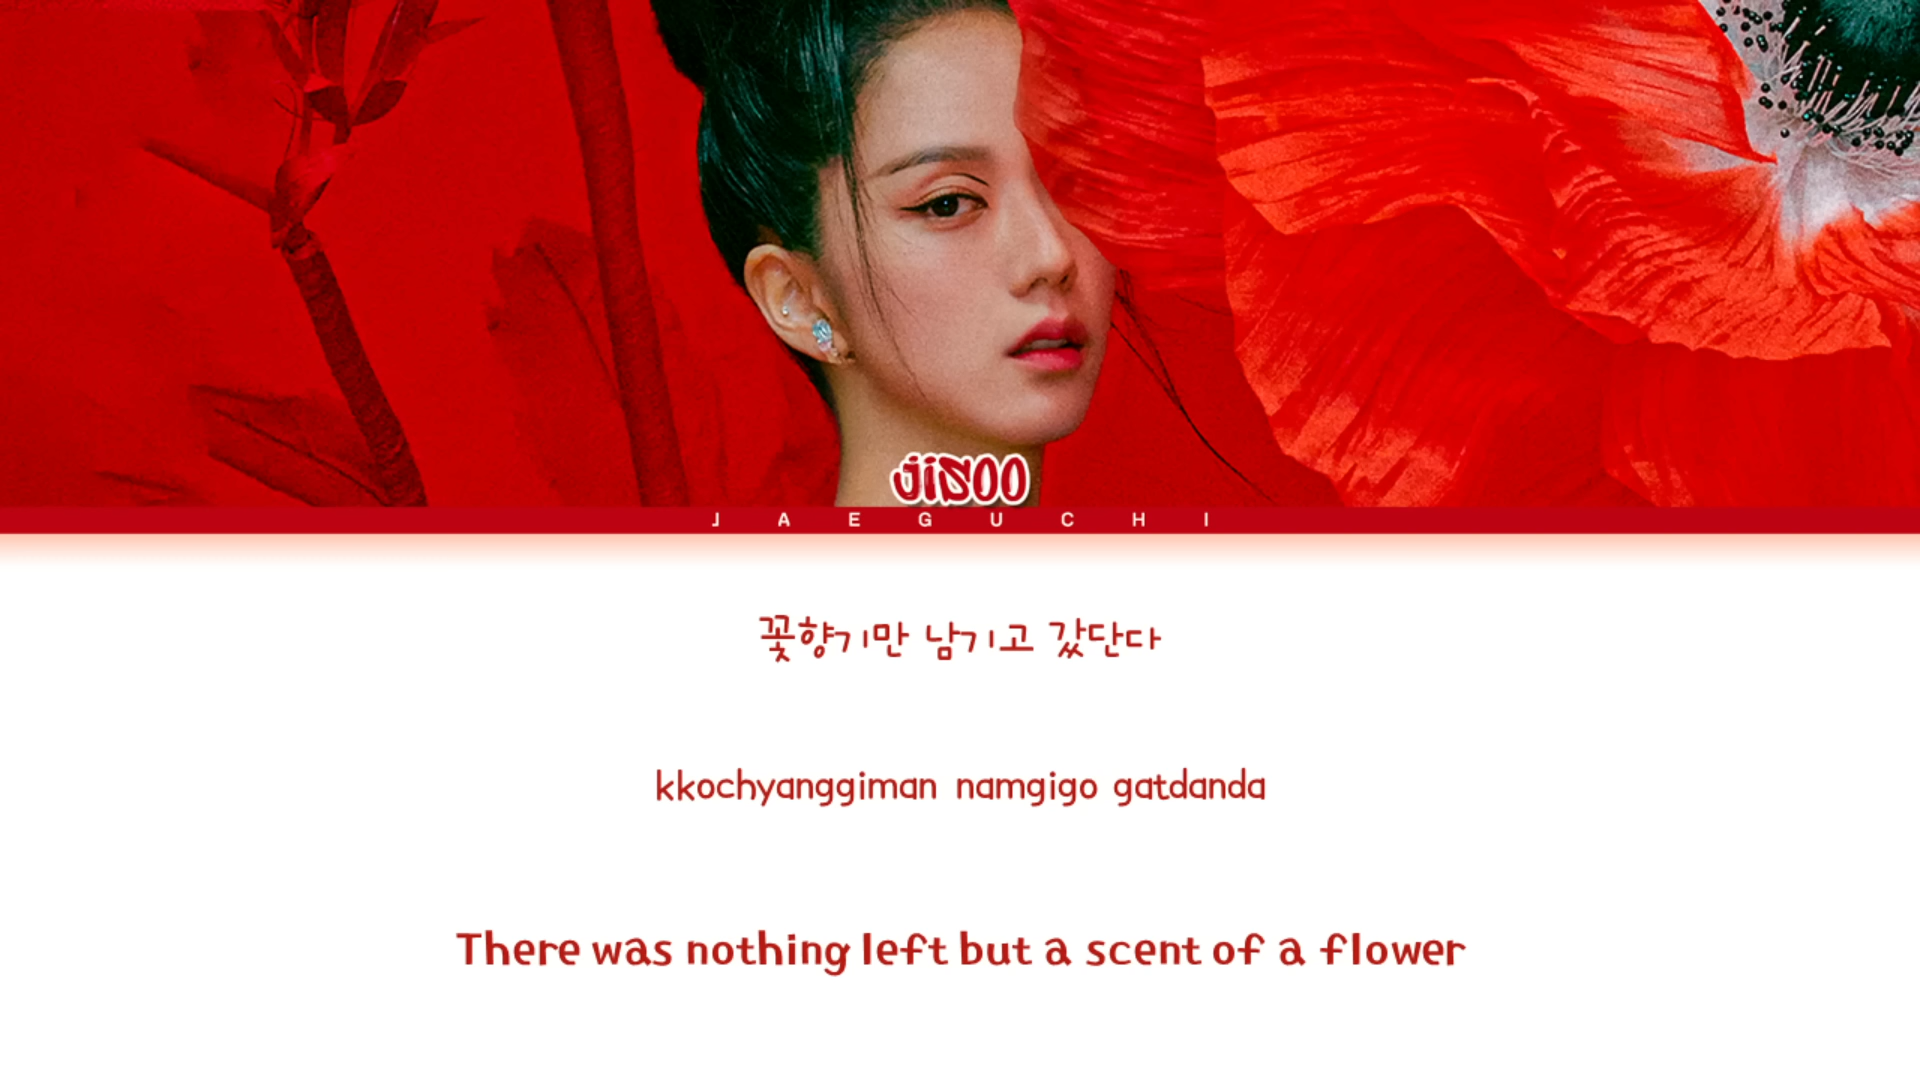 JISOO
JAEGUCHI
꽃향기만 남기고 갔단다
kkochyanggiman namgigo gatdanda
There was nothing left but a scent of a flower